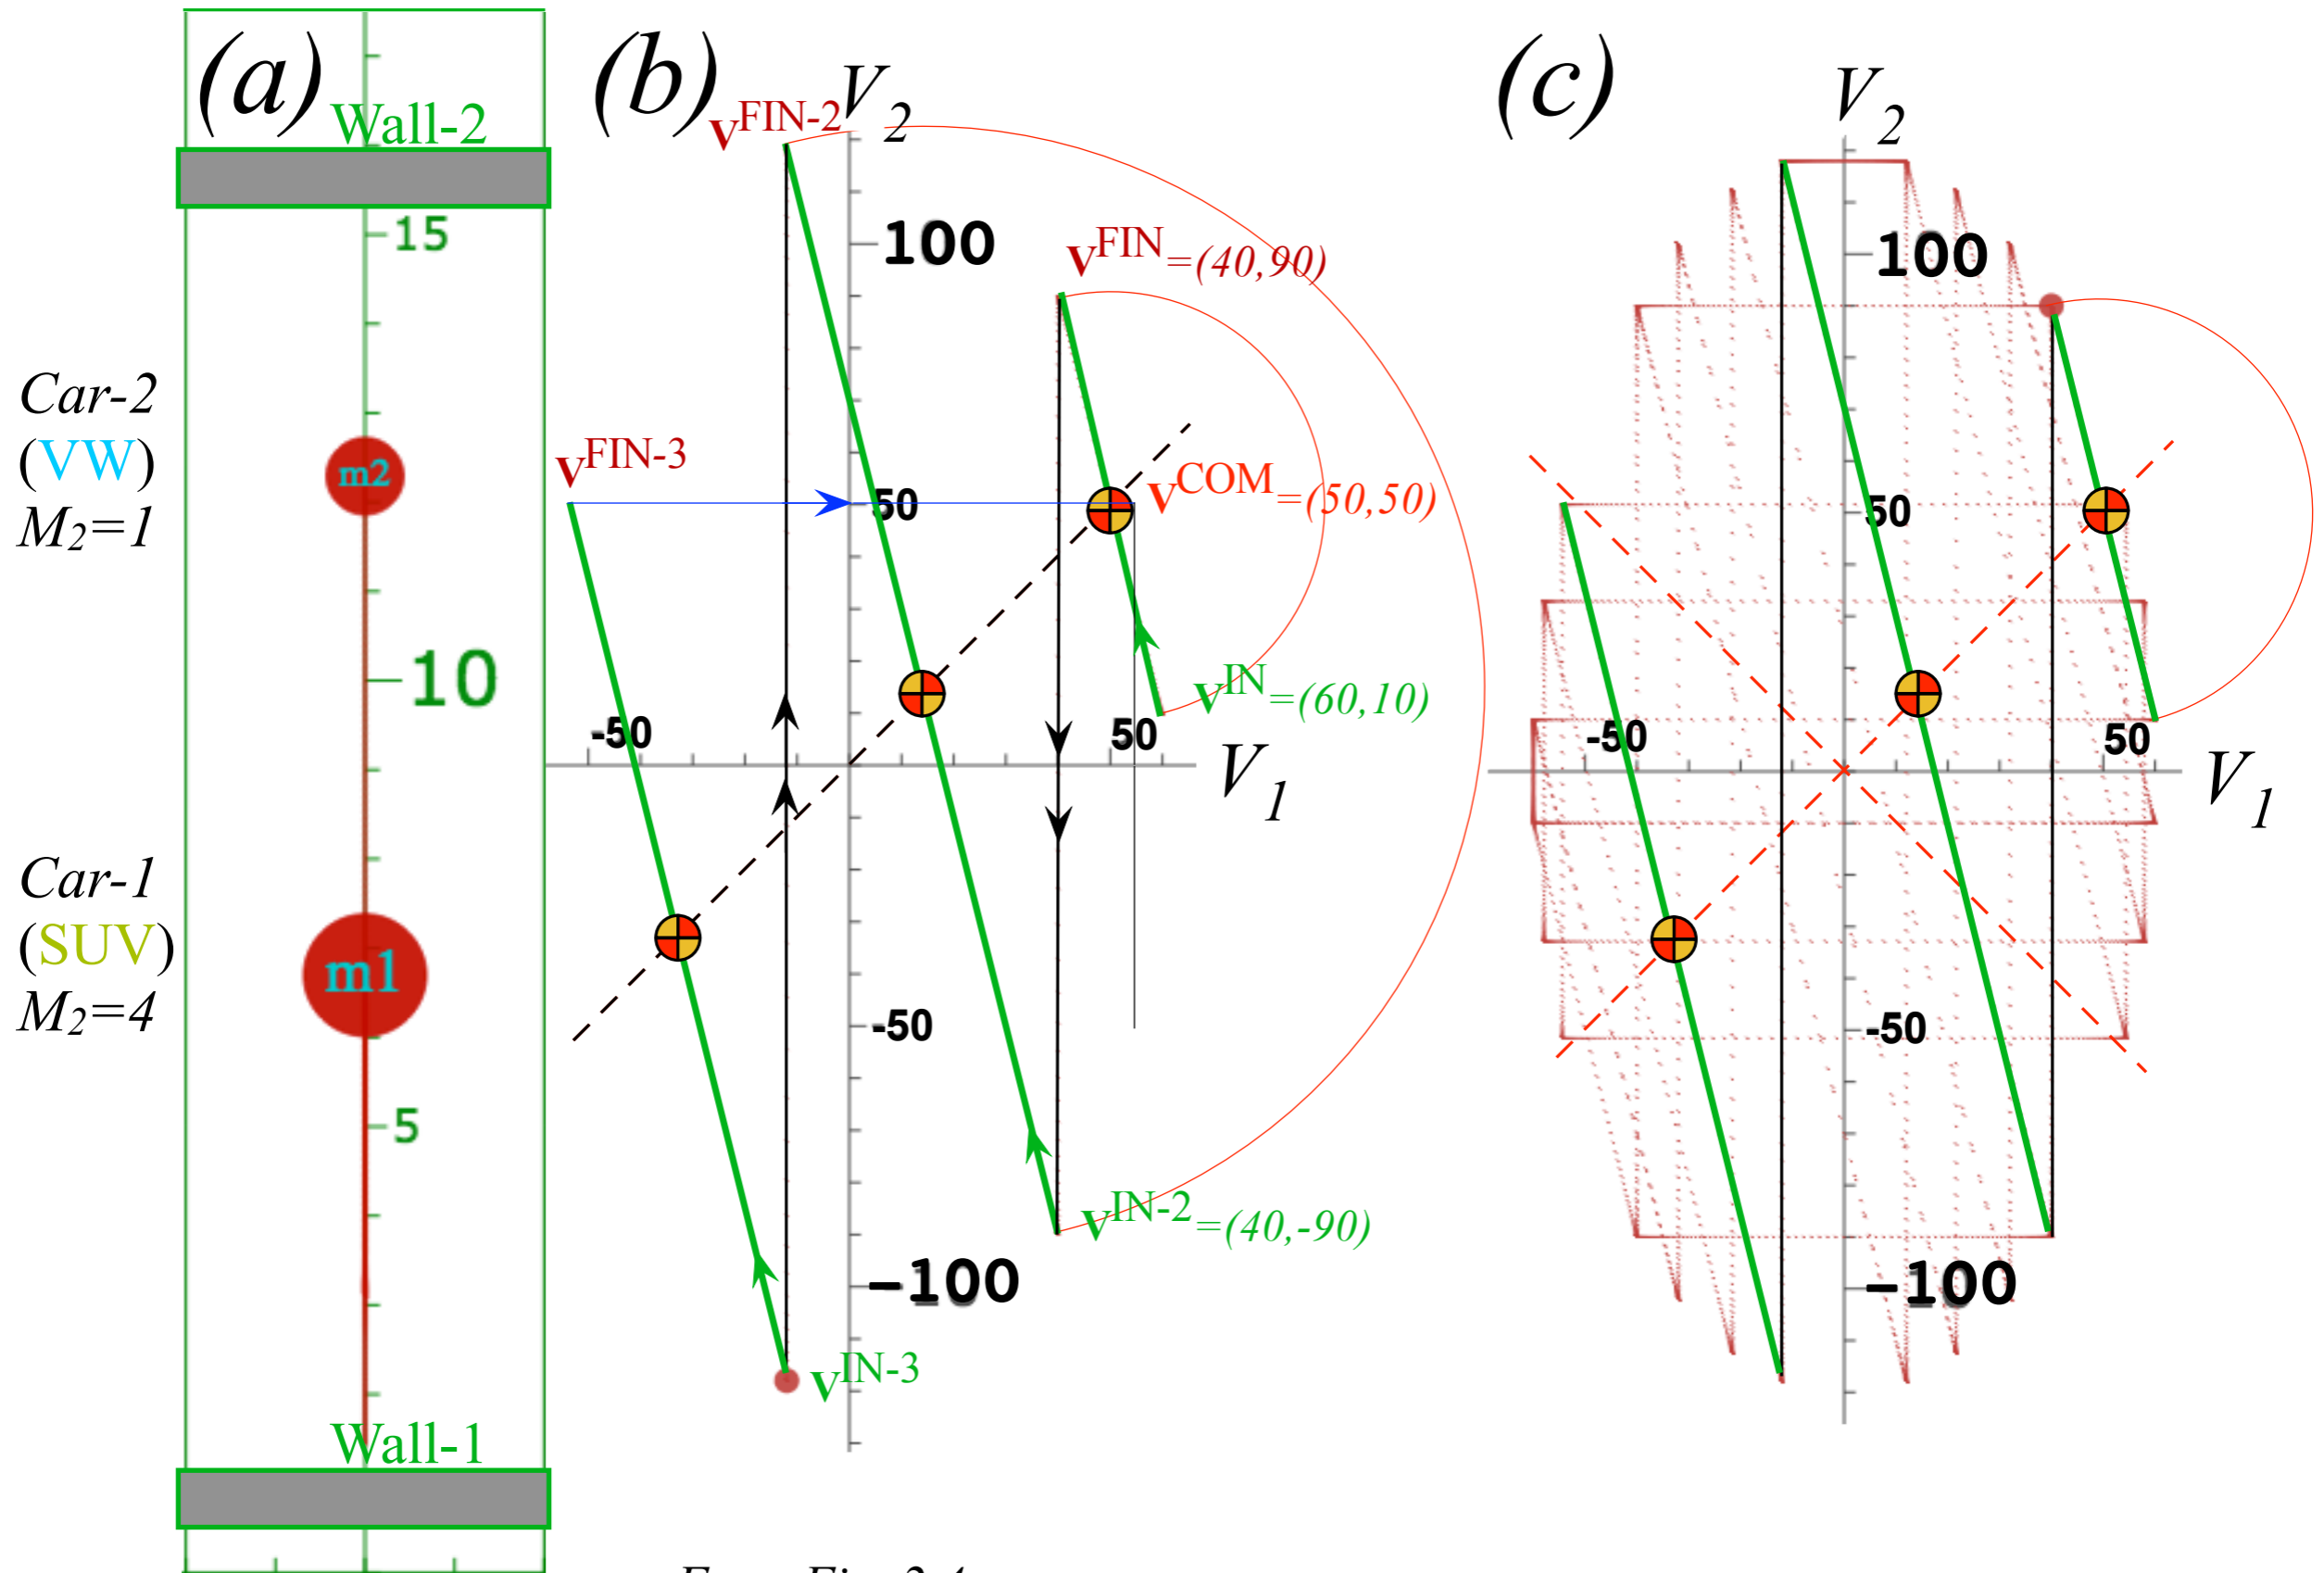 (a)
Wall-2
15
Car-2
(VW)
M2=1
m2
10
Car-1
(SUV)
M2=4
m1
5
Wall-1
(b)
V2
vFIN-2
100
vFIN=(40,90)
vFIN-3
50
vCOM=(50,50)
vIN=(60,10)
-50
50
V1
-50
vIN-2=(40,-90)
-100
vIN-3
(c)
V2
100
50
-50
50
V1
-50
-100